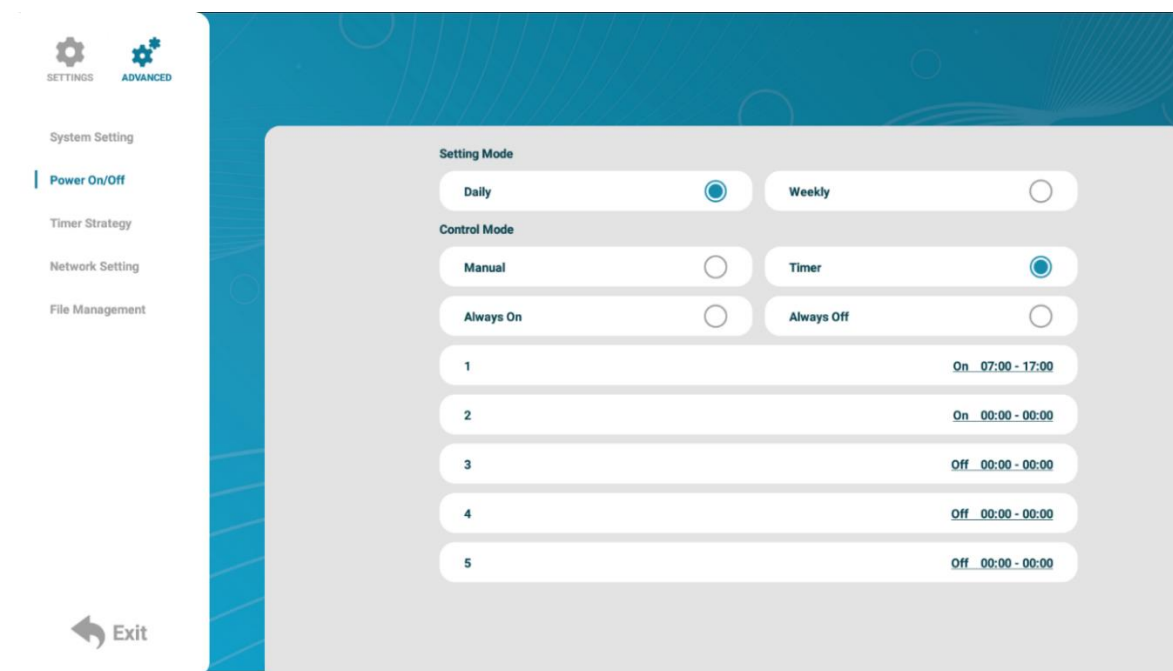 SETTINGS ADVANCED
System Setting
Power On/Off
Timer Strategy
Network Setting
File Management
Exit
Setting Mode
Daily Weekly
Control Mode
Manual Timer
Always On Always Off
1 On 07:00 - 17:00
2 On 00:00 - 00:00
3 Off 00:00 - 00:00
4 Off 00:00 - 00:00
5 Off 00:00 - 00:00